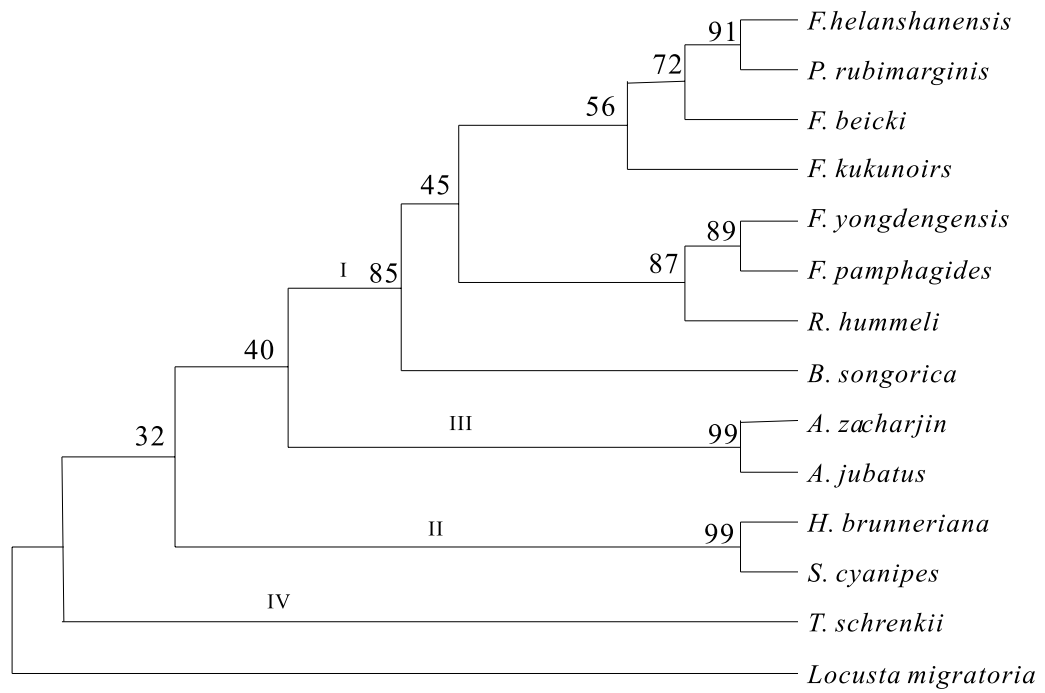 F.helanshanensis
91
P. rubimarginis
72
F. beicki
56
F. kukunoirs
45
F. yongdengensis
89
F. pamphagides
87
R. hummeli
I
85
B. songorica
40
III
A. zacharjin
99
A. jubatus
32
II
H. brunneriana
99
S. cyanipes
IV
T. schrenkii
Locusta migratoria